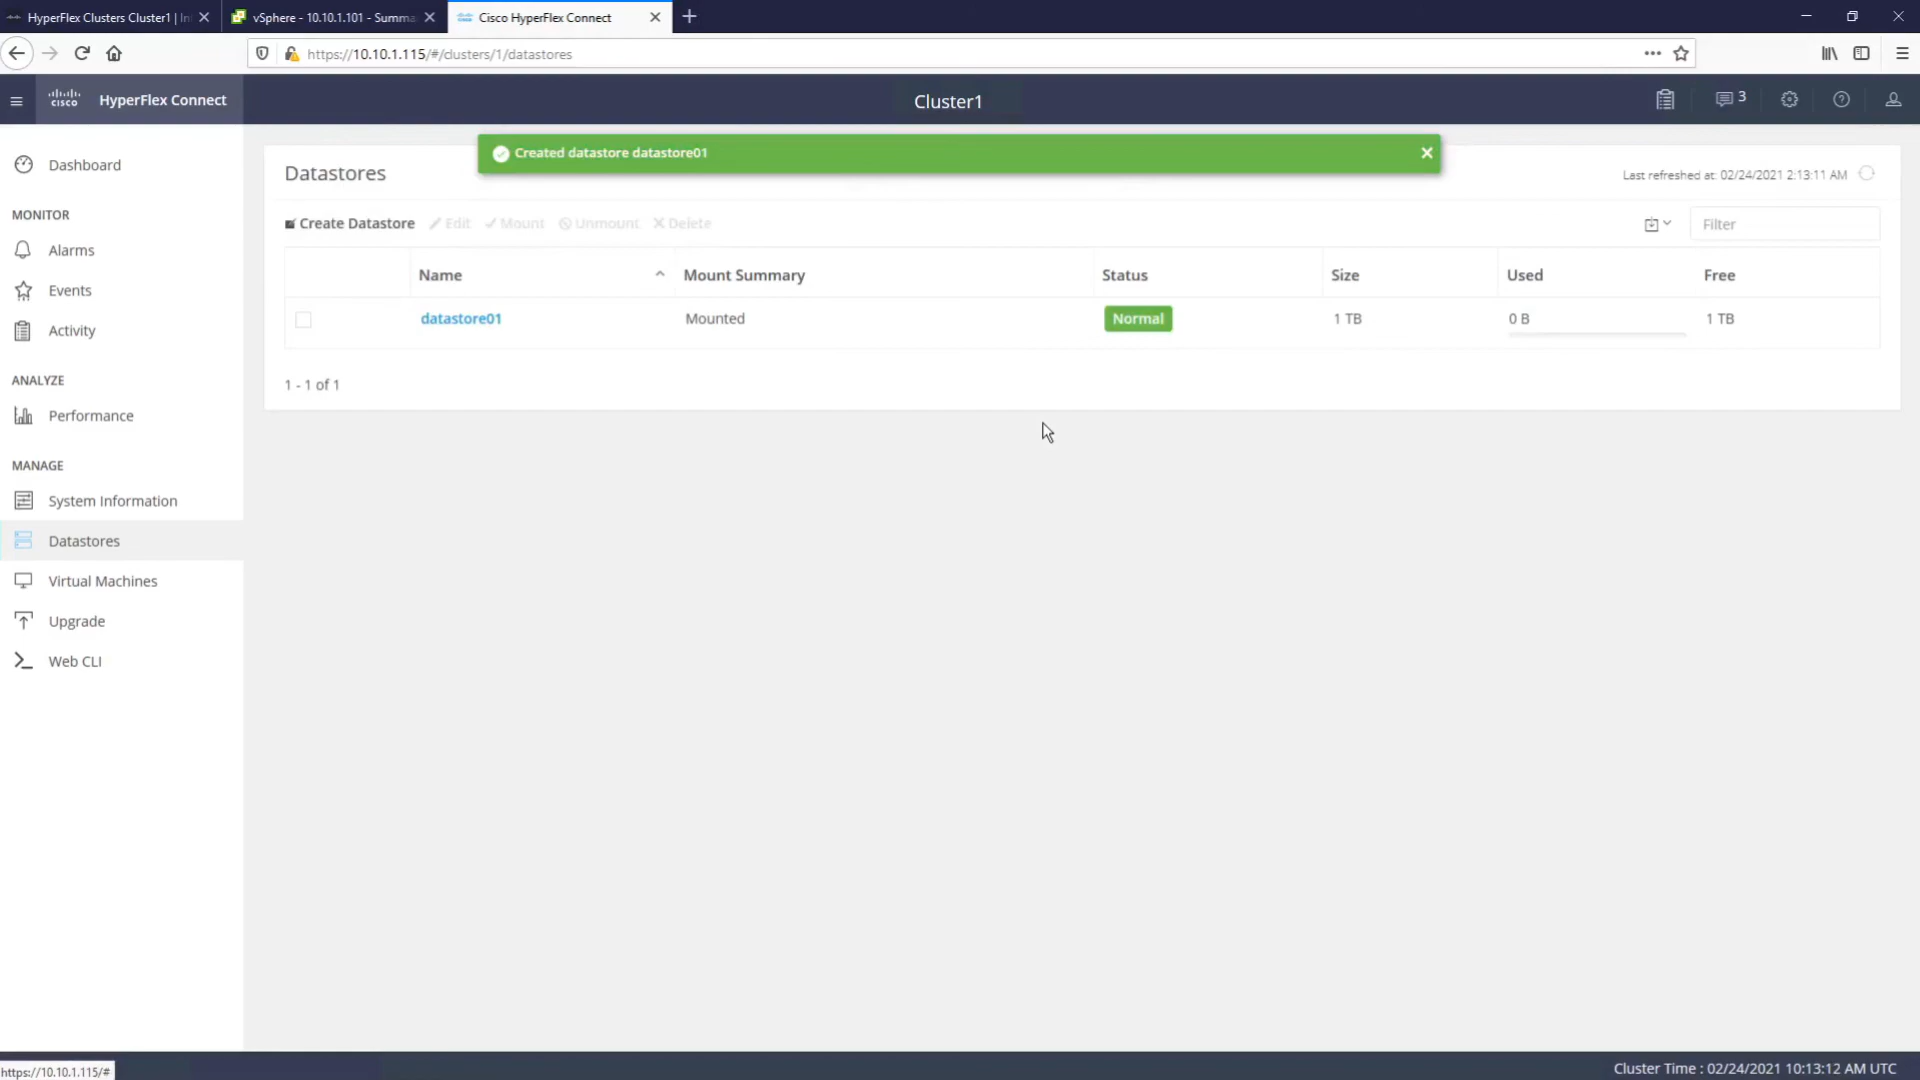 HyperFlex Clusters Cluster1 | In
vSphere - 10.10.1.101 - Summa
Cisco HyperFlex Connect
https://10.10.1.115/#/clusters/1/datastores
cisco
HyperFlex Connect
Cluster1
3
Dashboard
MONITOR
Alarms
Events
Activity
ANALYZE
Performance
MANAGE
System Information
Datastores
Virtual Machines
Upgrade
Web CLI
Created datastore datastore01
Datastores
Last refreshed at: 02/24/2021 2:13:11 AM
Create Datastore Edit Mount Unmount Delete
Filter
Name Mount Summary Status Size Used Free
datastore01 Mounted Normal 1 TB 0 B 1 TB
1 - 1 of 1
https://10.10.1.115/#
Cluster Time : 02/24/2021 10:13:12 AM UTC